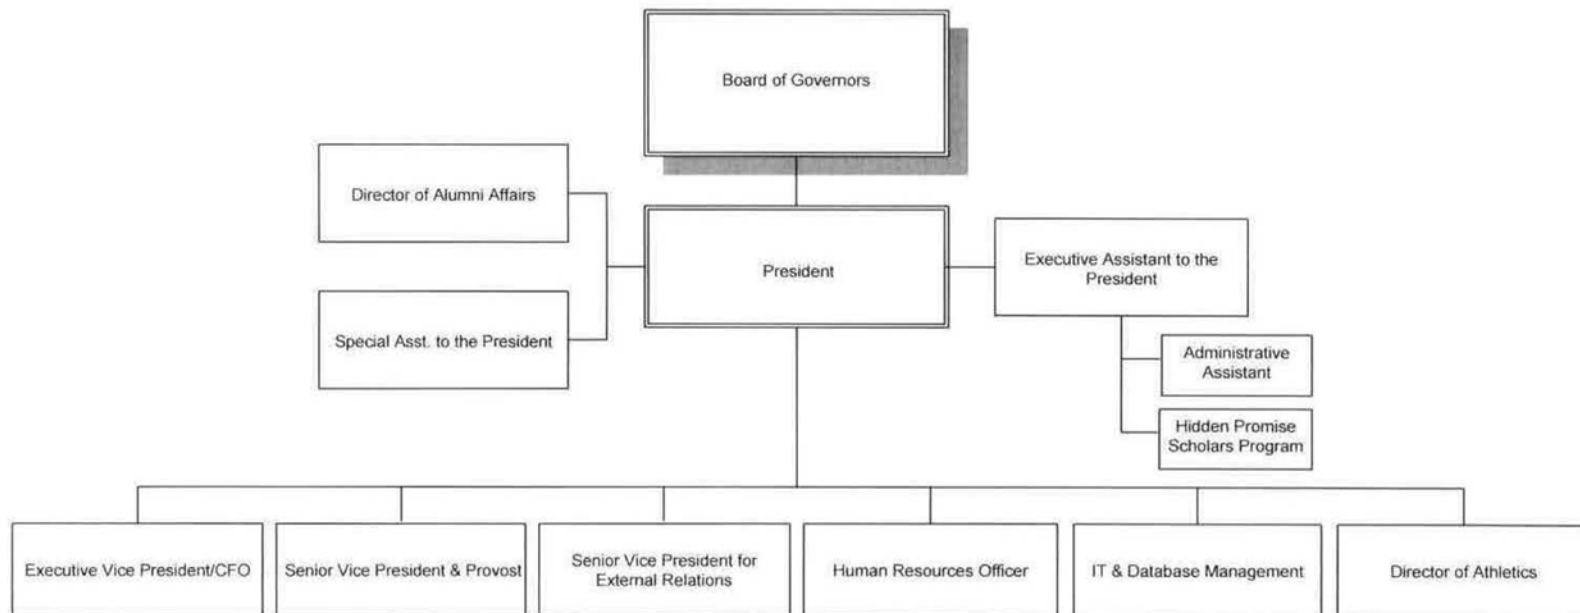 Board of Governors
Director of Alumni Affairs
President
Executive Assistant to the
President
Special Asst. to the President
Administrative
Assistant
Hidden Promise
Scholars Program
Executive Vice President/CFO
Senior Vice President & Provost
Senior Vice President for
External Relations
Human Resources Officer
IT & Database Management
Director of Athletics